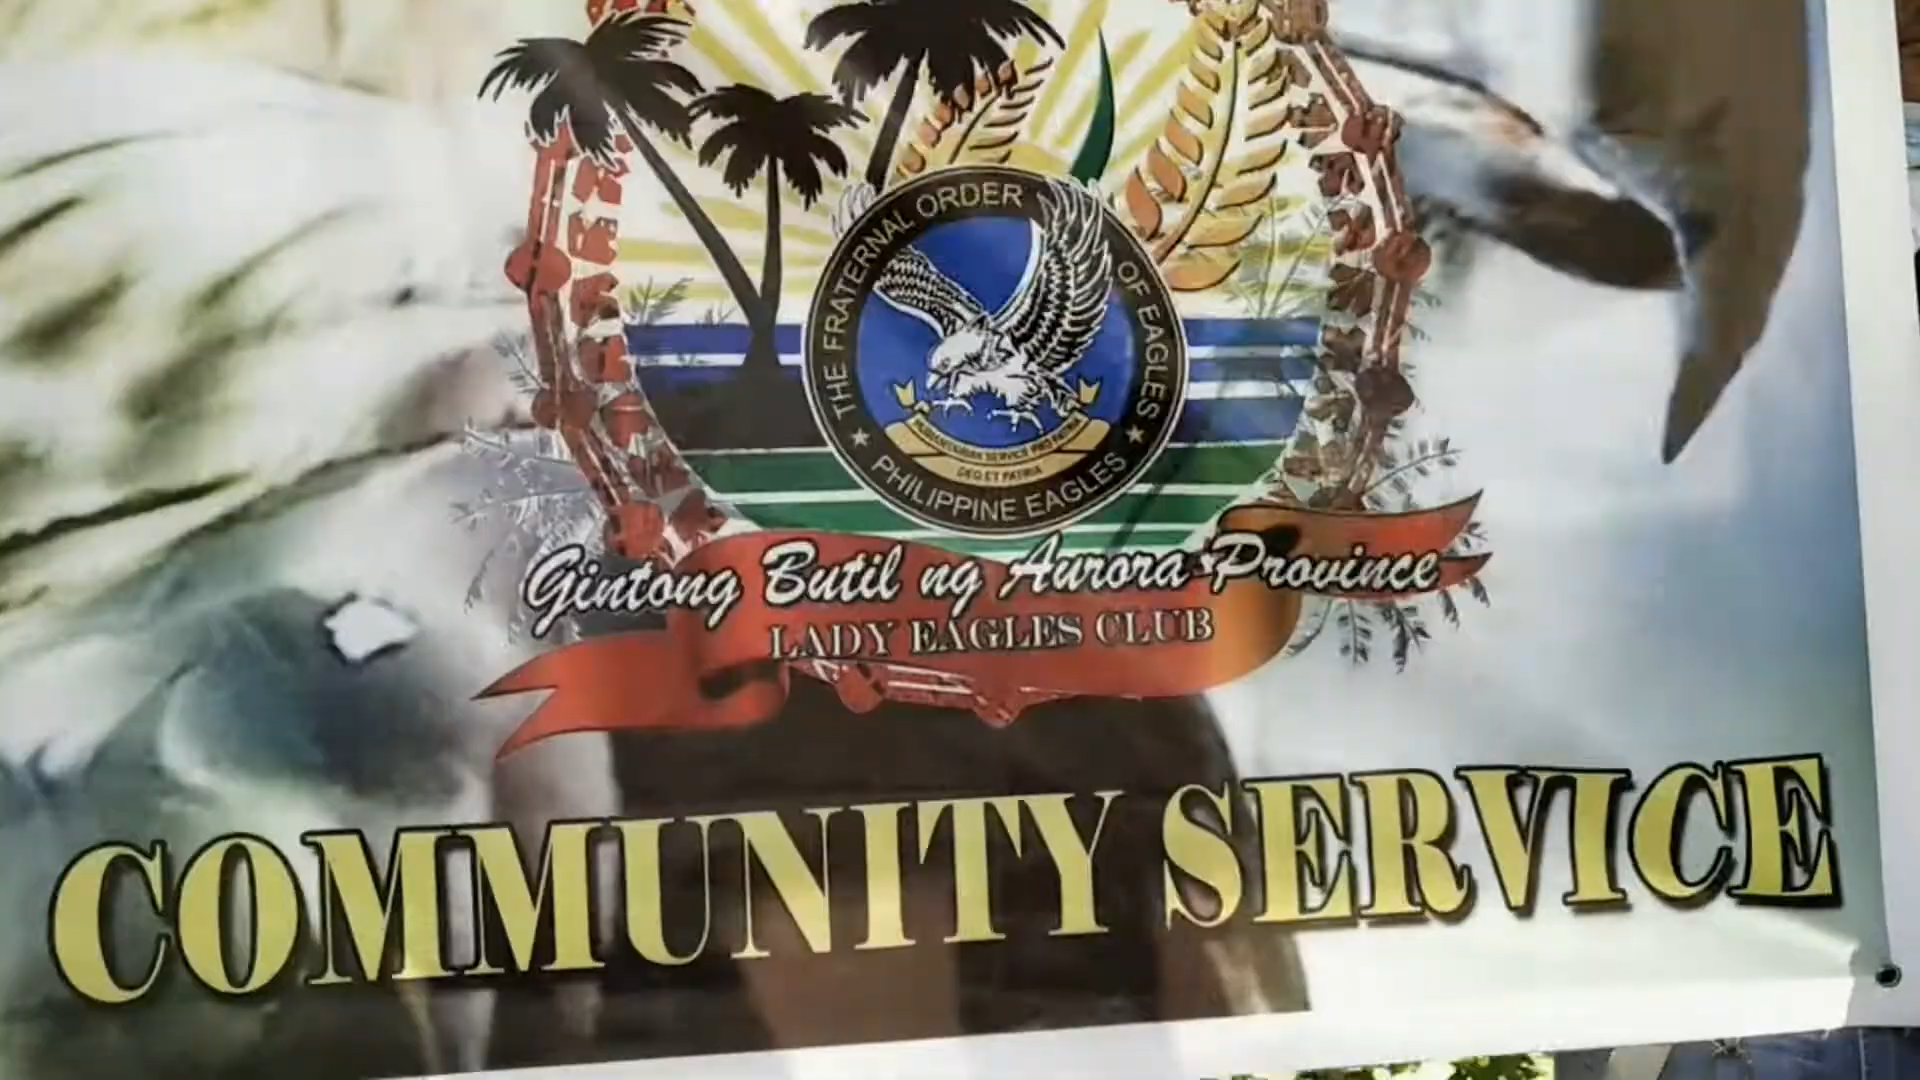 THE FRATERNAL ORDER OF EAGLES
DEO ET PATRIA
★ PHILIPPINE EAGLES ★
Gintong Butil ng Aurora Province
LADY EAGLES CLUB
COMMUNITY SERVICE